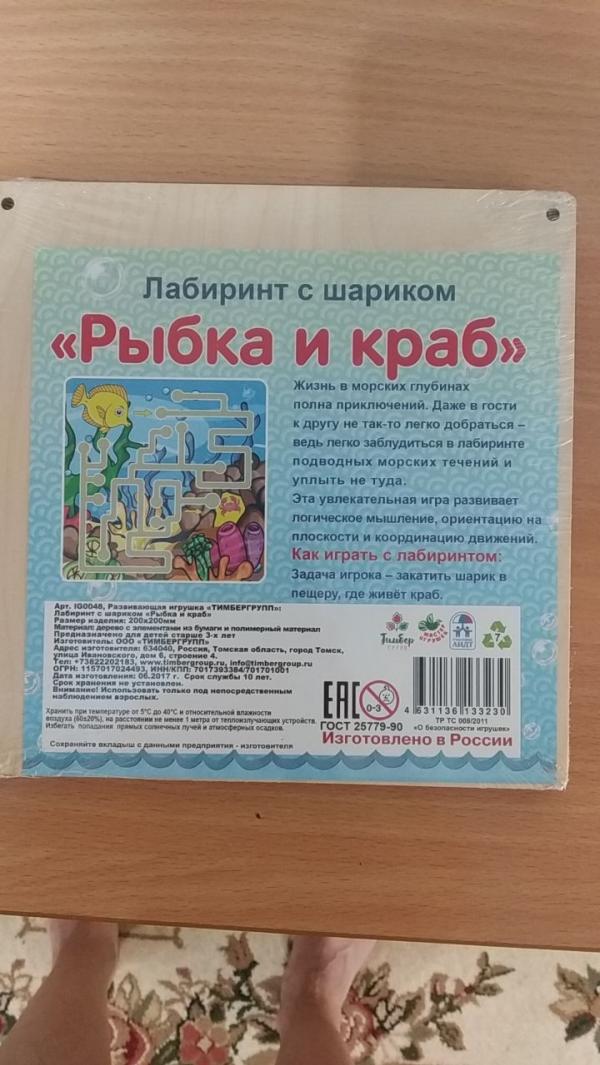 Лабиринт с шариком
«Рыбка и краб»
Жизнь в морских глубинах
полна приключений. Даже в гости
к другу не так-то легко добраться –
ведь легко заблудиться в лабиринте
подводных морских течений и
уплыть не туда.
Эта увлекательная игра развивает
логическое мышление, ориентацию на
плоскости и координацию движений.
Как играть с лабиринтом:
Задача игрока – закатить шарик в
пещеру, где живёт краб.
Арт. IG0048, Развивающая игрушка «ТИМБЕРГРУПП»:
Лабиринт с шариком «Рыбка и краб»
Размер изделия: 200х200мм
Материал: дерево с элементами из бумаги и полимерный материал
Предназначено для детей старше 3-х лет
Изготовитель: ООО «ТИМБЕРГРУПП»
Адрес изготовителя: 634040, Россия, Томская область, город Томск,
улица Ивановского, дом 6, строение 4.
Тел: +73822202183, www.timbergroup.ru, info@timbergroup.ru
ОГРН: 1157017024493, ИНН/КПП: 7017393384/701701001
Дата изготовления: 06.2017 г. Срок службы 10 лет.
Срок хранения не установлен.
Внимание! Использовать только под непосредственным
наблюдением взрослых.
Хранить при температуре от 5°С до 40°С и относительной влажности
воздуха (60±20%), на расстоянии не менее 1 метра от теплоизлучающих устройств.
Избегать попадания прямых солнечных лучей и атмосферных осадков.
Сохраняйте вкладыш с данными предприятия - изготовителя
Тимбер
ГРУПП
МАСТЕР
ИГРУШЕК
АИДТ
7
EAC
0-3
4 631136 133230
ГОСТ 25779-90
ТР ТС 008/2011
«О безопасности игрушек»
Изготовлено в России